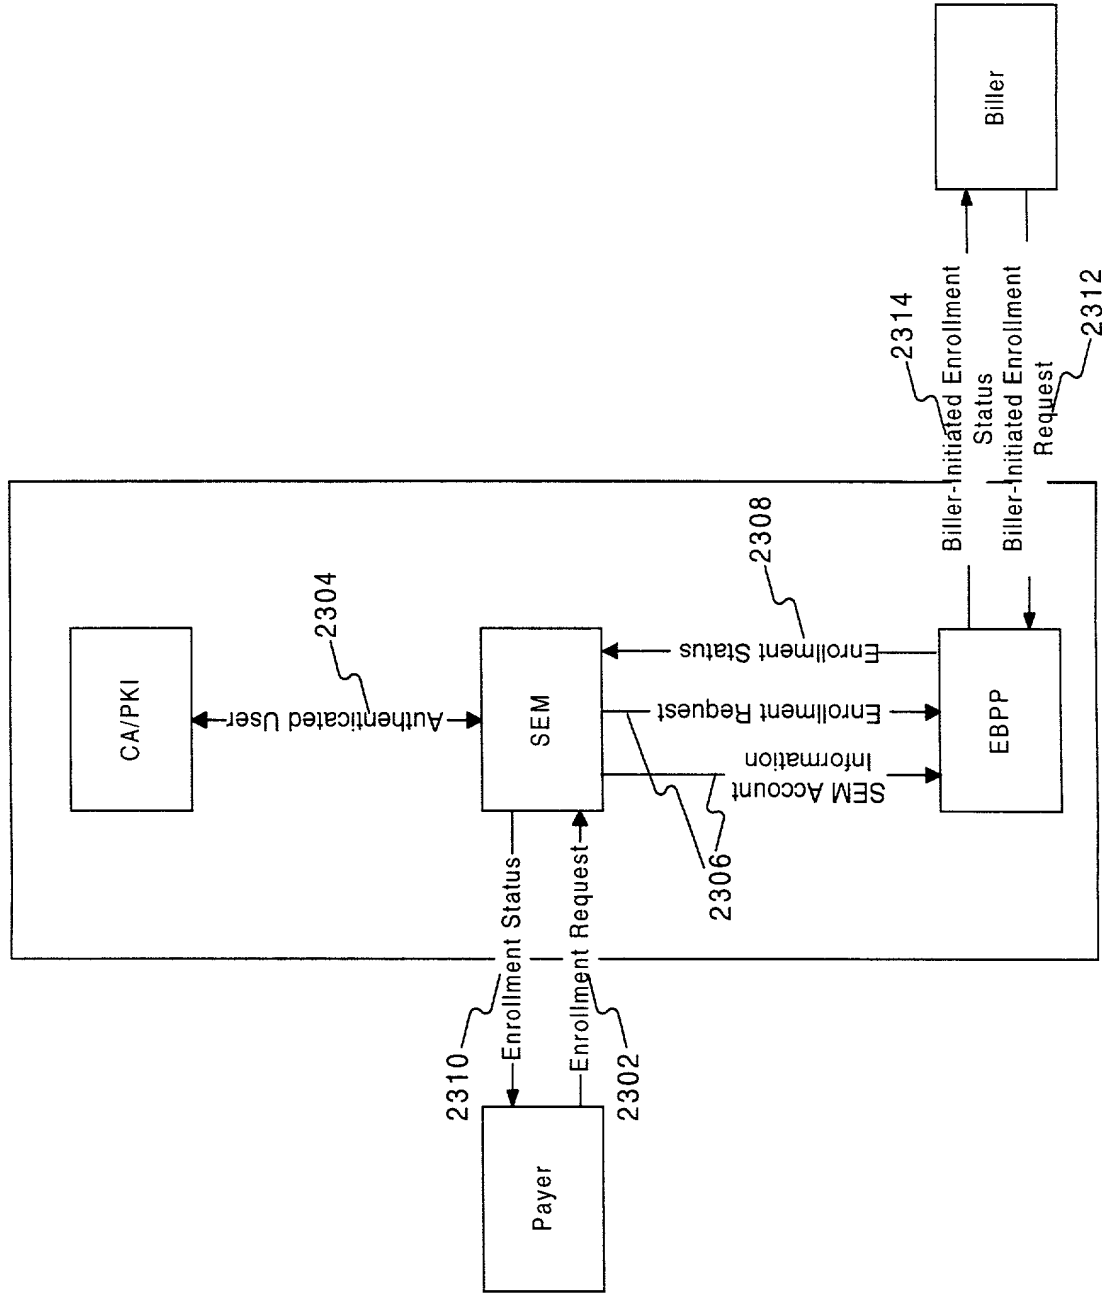 CA/PKI
2304
Authenticated User
SEM
2310
Enrollment Status
Enrollment Request
2302
Payer
2306
SEM Account
Information
Enrollment Request
Enrollment Status
2308
EBPP
2314
Biller-Initiated Enrollment
Status
Biller-Initiated Enrollment
Request
2312
Biller